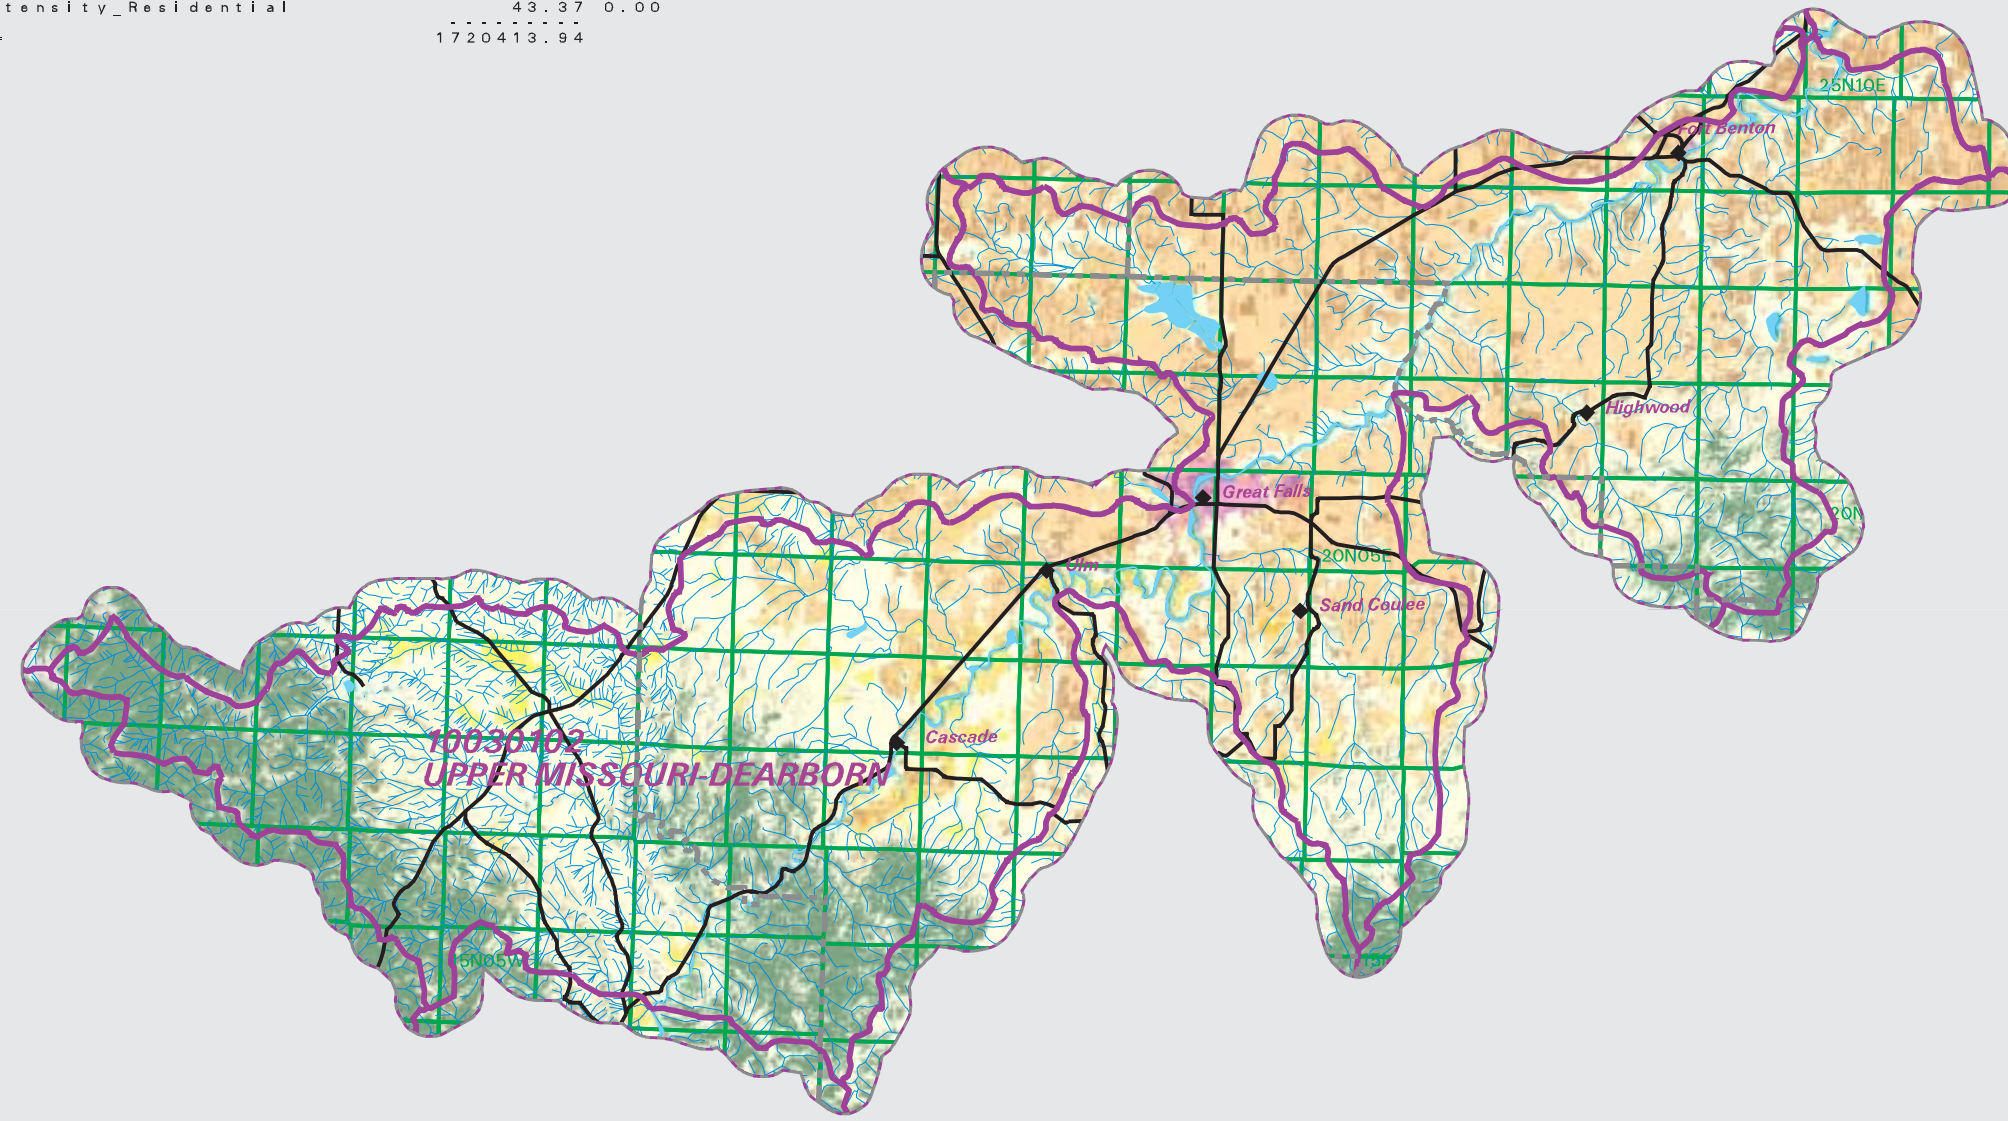 tensity_Residential 43.37 0.00
---------
1720413.94
25N10E
Fort Benton
Highwood
Great Falls
20N
20N05E
Ulm
Sand Coulee
Cascade
10030102
UPPER MISSOURI-DEARBORN
15N05W